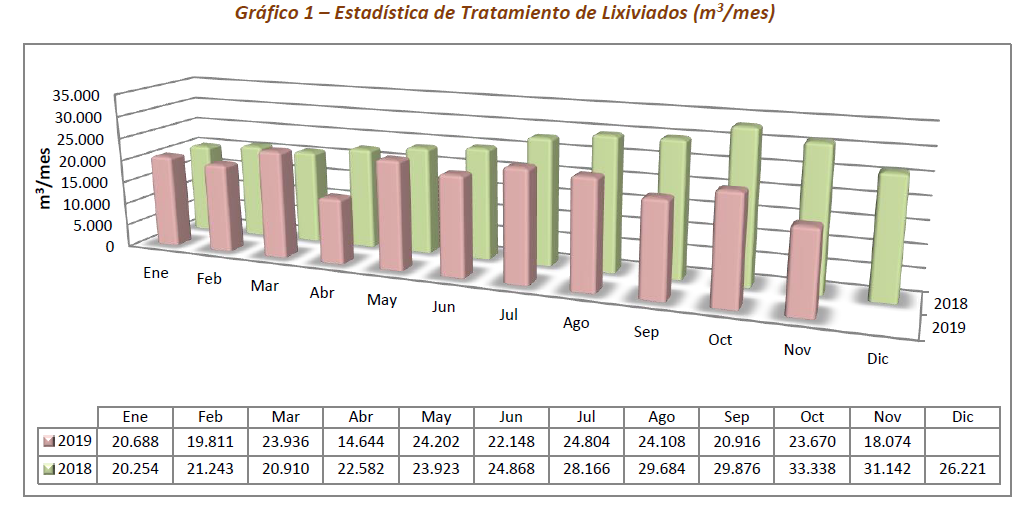 Gráfico 1 – Estadística de Tratamiento de Lixiviados (m³/mes)
35.000
30.000
25.000
20.000
15.000
10.000
5.000
0
m³/mes
Ene
Feb
Mar
Abr
May
Jun
Jul
Ago
Sep
Oct
Nov
Dic
2018
2019
Ene Feb Mar Abr May Jun Jul Ago Sep Oct Nov Dic
2019 20.688 19.811 23.936 14.644 24.202 22.148 24.804 24.108 20.916 23.670 18.074
2018 20.254 21.243 20.910 22.582 23.923 24.868 28.166 29.684 29.876 33.338 31.142 26.221